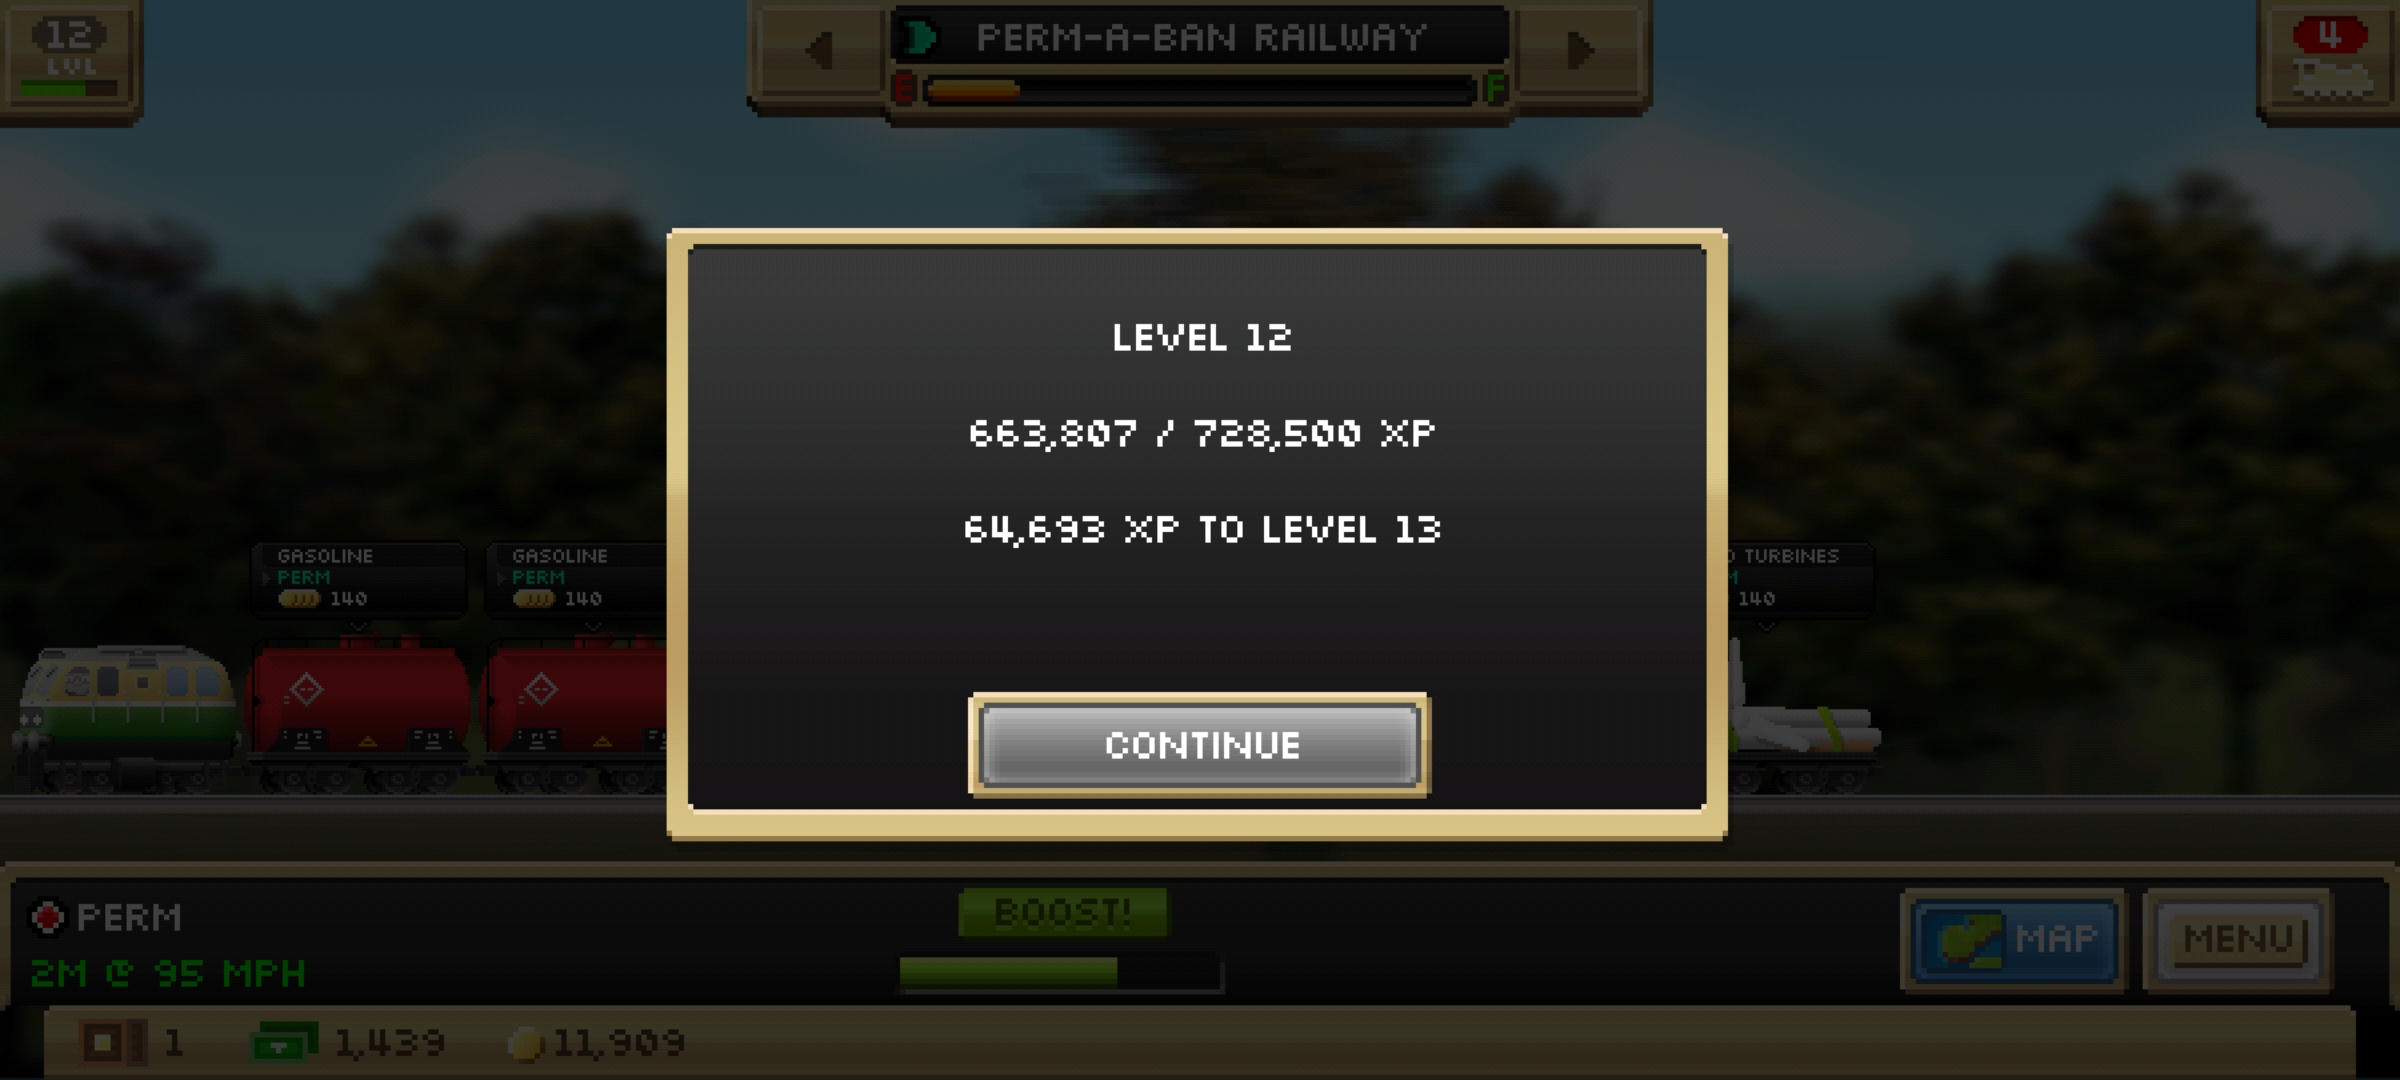 12
LVL
PERM-A-BAN RAILWAY
E F
4
LEVEL 12
663,807 / 728,500 XP
64,693 XP TO LEVEL 13
CONTINUE
GASOLINE
PERM
140
GASOLINE
PERM
140
TURBINES
140
PERM
2M @ 95 MPH
BOOST!
MAP
MENU
1
1,439
11,909